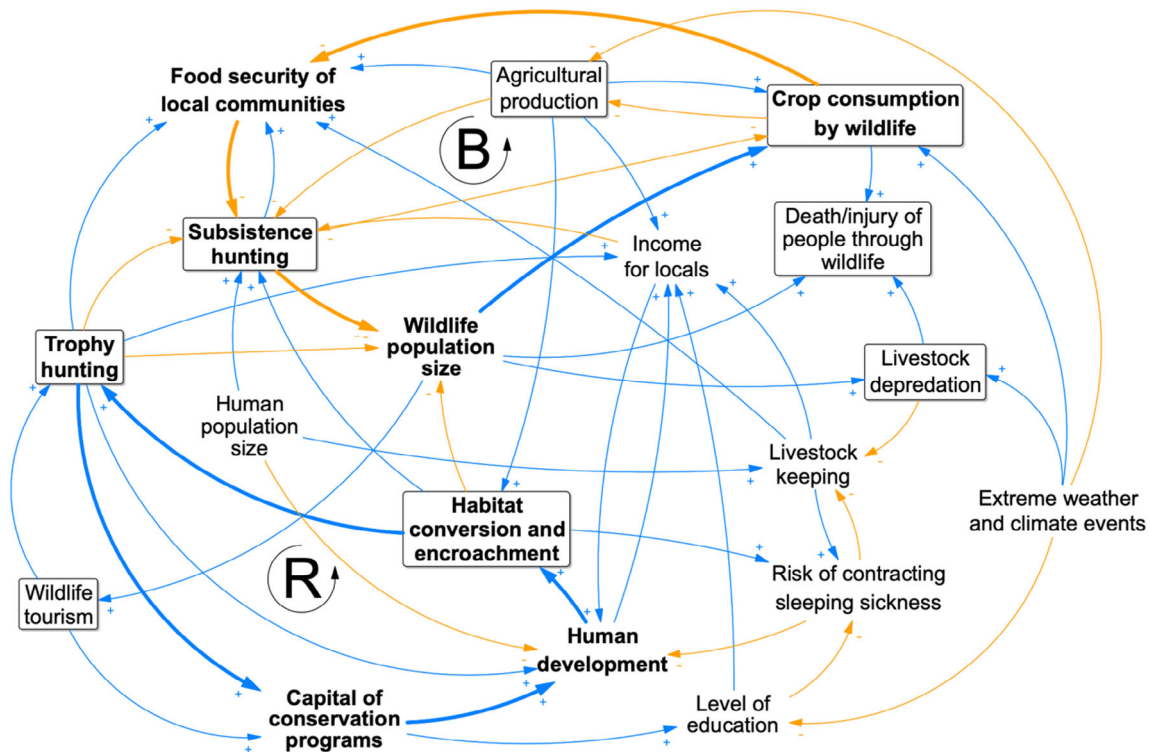 Food security of
local communities
Agricultural
production
Crop consumption
by wildlife
B
Subsistence
hunting
Income
for locals
Death/injury of
people through
wildlife
Trophy
hunting
Wildlife
population
size
Livestock
depredation
Human
population
size
Livestock
keeping
Habitat
conversion and
encroachment
Extreme weather
and climate events
R
Wildlife
tourism
Risk of contracting
sleeping sickness
Human
development
Capital of
conservation
programs
Level of
education